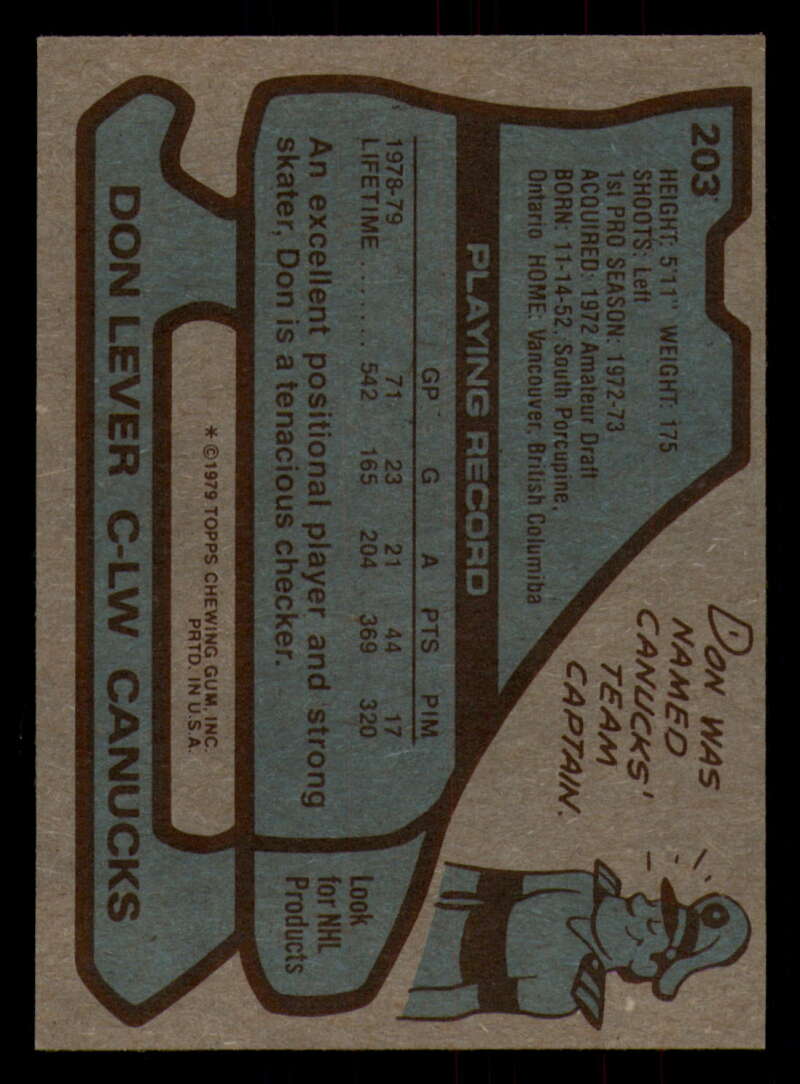 203
HEIGHT: 5'11" WEIGHT: 175
SHOOTS: Left
1st PRO SEASON: 1972-73
ACQUIRED: 1972 Amateur Draft
BORN: 11-14-52, South Porcupine,
Ontario HOME: Vancouver, British Columiba
DON WAS
NAMED
CANUCKS'
TEAM
CAPTAIN.
PLAYING RECORD
GP G A PTS PIM
1978-79 71 23 21 44 17
LIFETIME ........ 542 165 204 369 320
An excellent positional player and strong
skater, Don is a tenacious checker.
Look
for NHL
Products
* ©1979 TOPPS CHEWING GUM, INC.
PRTD. IN U.S.A.
DON LEVER C-LW CANUCKS